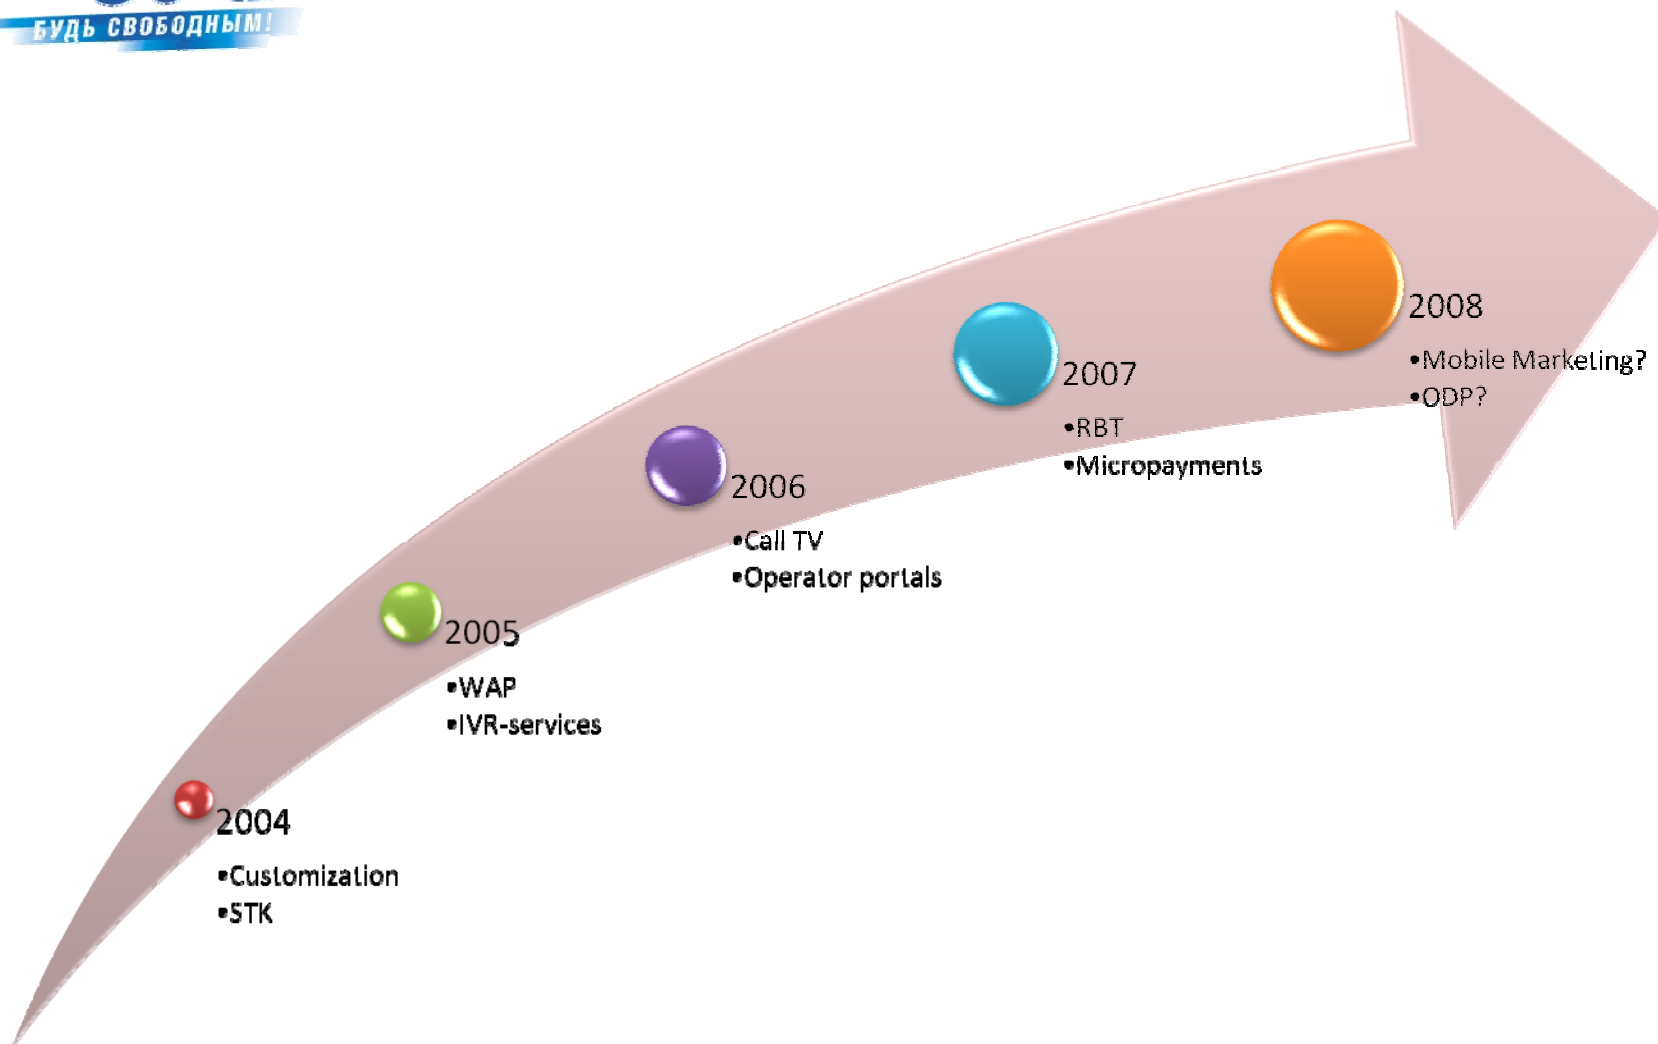 БУДЬ СВОБОДНЫМ!
2008
•Mobile Marketing?
•ODP?
2007
•RBT
•Micropayments
2006
•Call TV
•Operator portals
2005
•WAP
•IVR-services
2004
•Customization
•STK